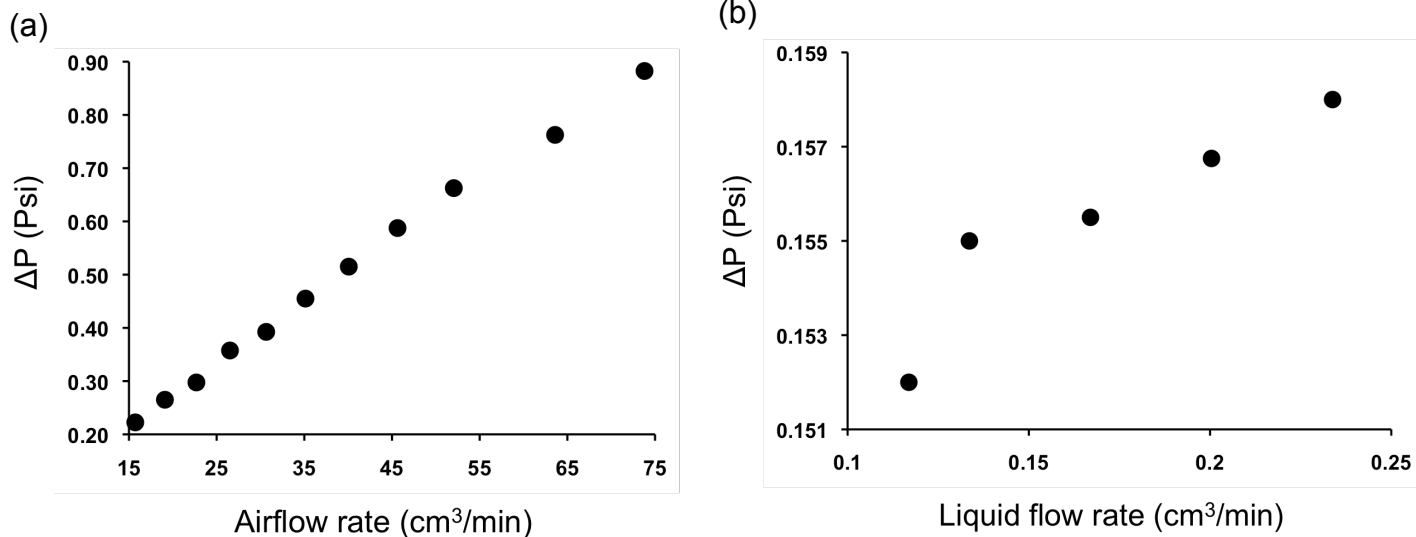 (a)
ΔP (Psi)
0.90
0.80
0.70
0.60
0.50
0.40
0.30
0.20
15 25 35 45 55 65 75
Airflow rate (cm³/min)
(b)
ΔP (Psi)
0.159
0.157
0.155
0.153
0.151
0.1 0.15 0.2 0.25
Liquid flow rate (cm³/min)